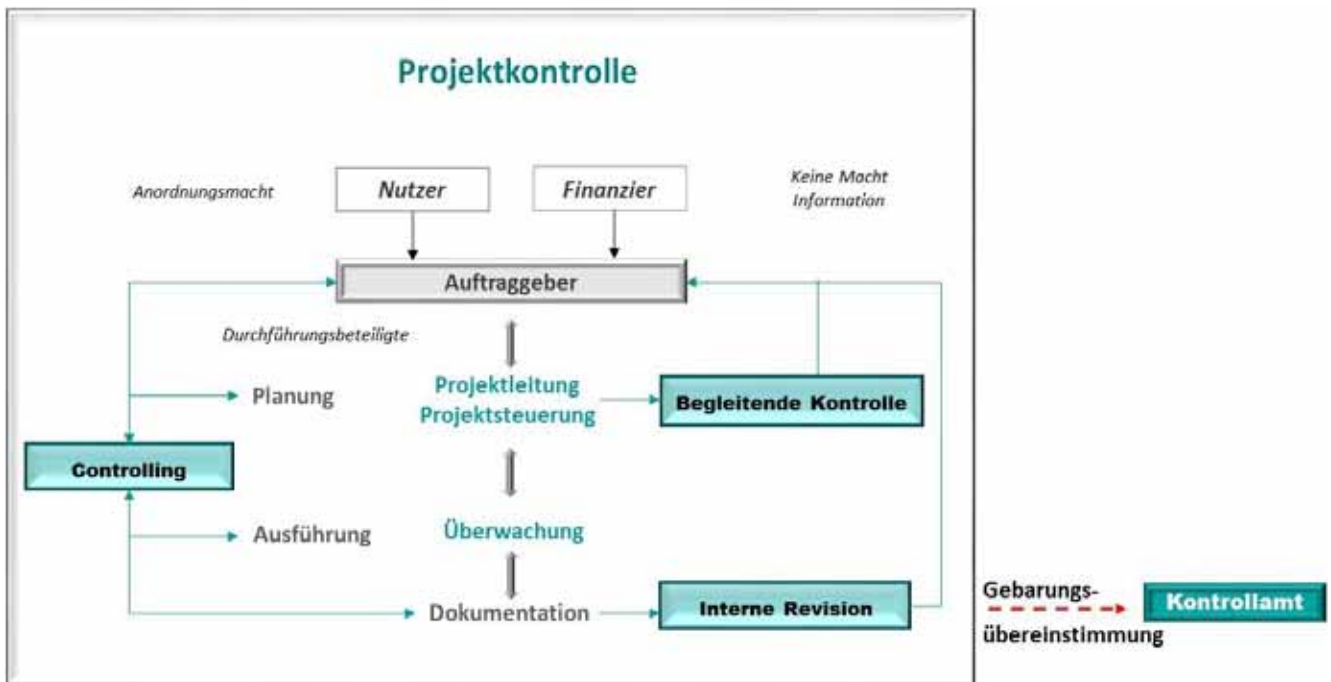 Projektkontrolle
Anordnungsmacht
Nutzer
Finanzier
Keine Macht
Information
Auftraggeber
Durchführungsbeteiligte
Planung
Projektleitung
Projektsteuerung
Begleitende Kontrolle
Controlling
Ausführung
Überwachung
Dokumentation
Interne Revision
Gebarungs-
übereinstimmung
Kontrollamt